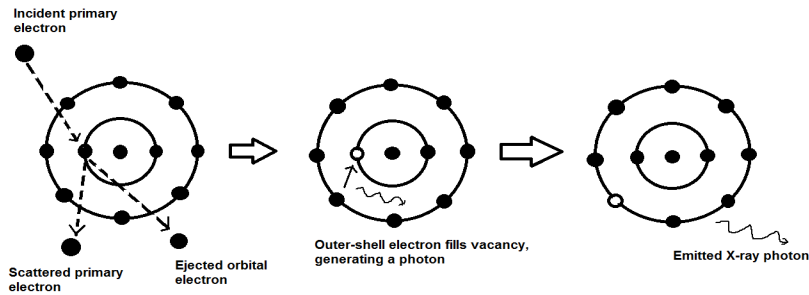 Incident primary
electron
Scattered primary
electron
Ejected orbital
electron
Outer-shell electron fills vacancy,
generating a photon
Emitted X-ray photon